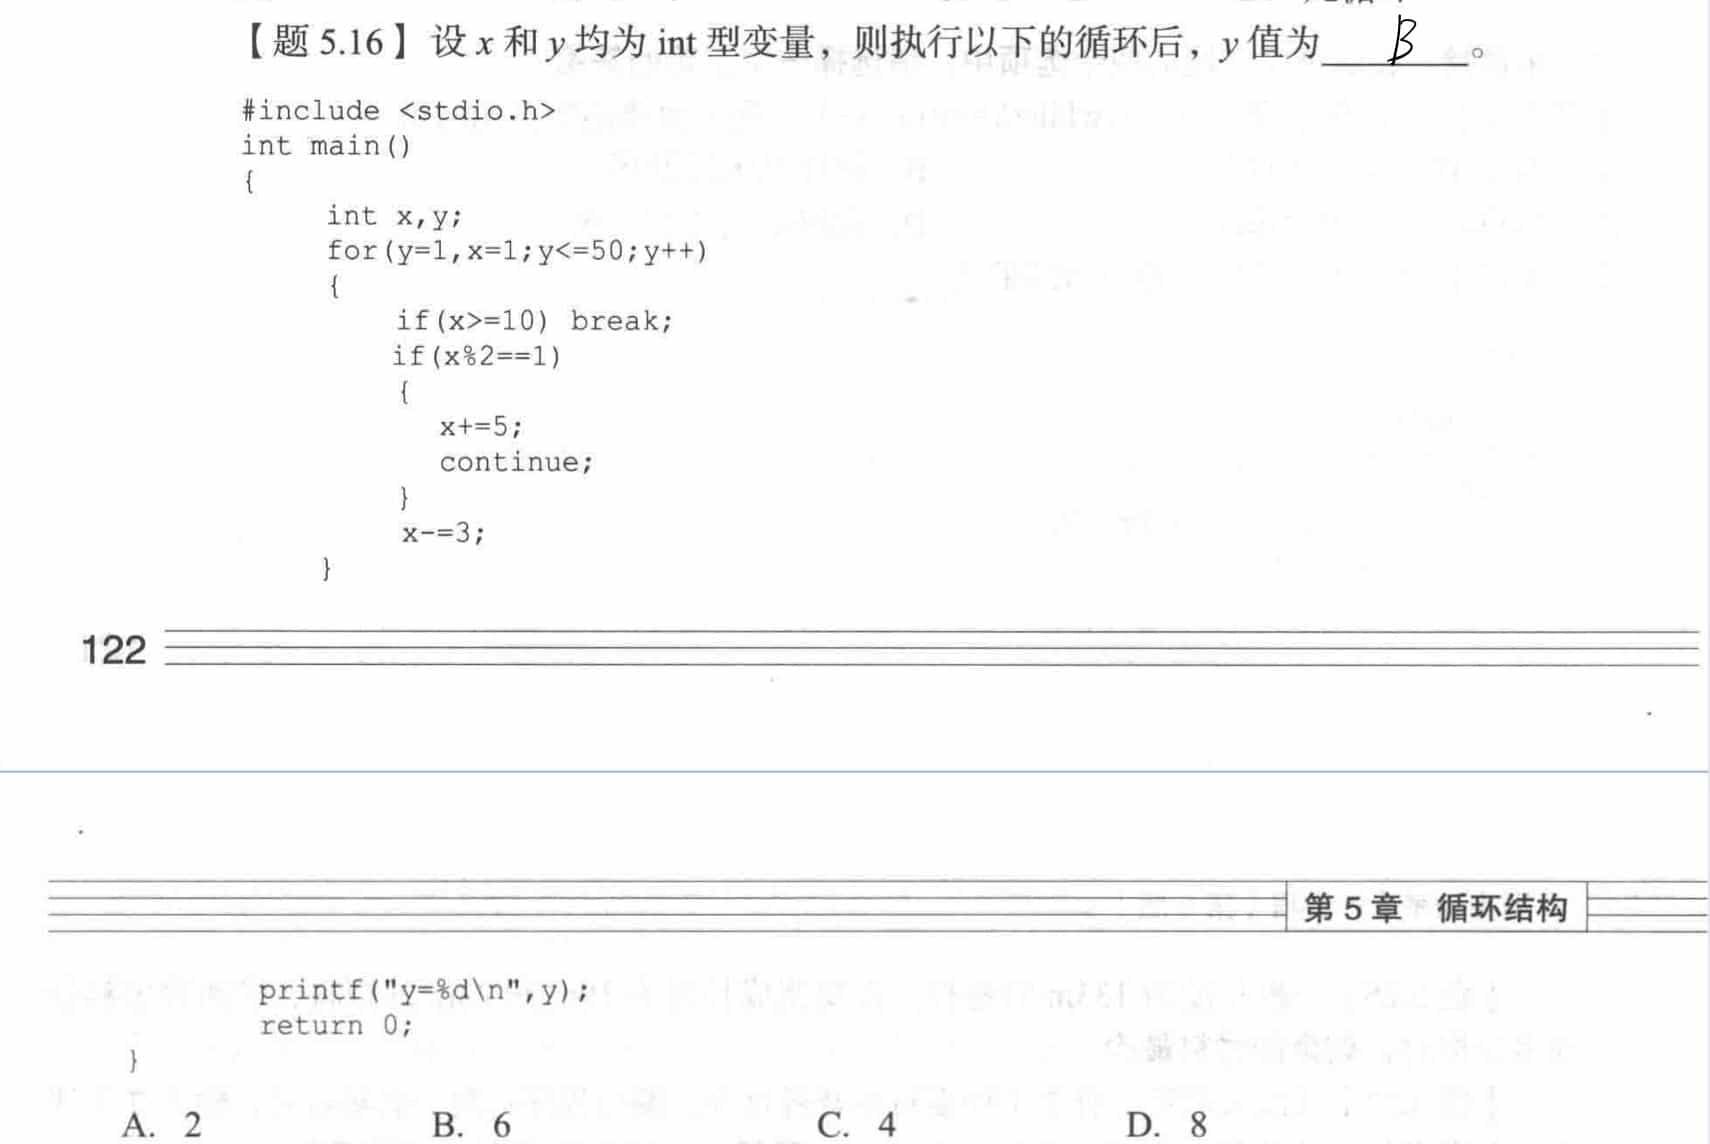 【题 5.16】设 x 和 y 均为 int 型变量，则执行以下的循环后，y 值为 B 。
#include <stdio.h>
int main()
{
int x,y;
for(y=1,x=1;y<=50;y++)
{
if(x>=10) break;
if(x%2==1)
{
x+=5;
continue;
}
x-=3;
}
122
第 5 章 循环结构
printf("y=%d\n",y);
return 0;
}
A. 2 B. 6 C. 4 D. 8